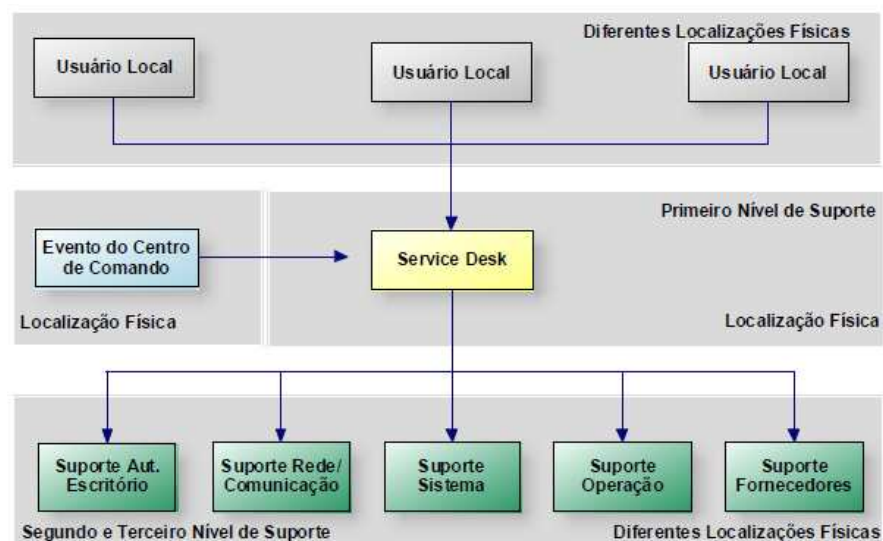 Diferentes Localizações Físicas
Usuário Local
Usuário Local
Usuário Local
Primeiro Nível de Suporte
Evento do Centro
de Comando
Service Desk
Localização Física
Localização Física
Suporte Aut.
Escritório
Suporte Rede/
Comunicação
Suporte
Sistema
Suporte
Operação
Suporte
Fornecedores
Segundo e Terceiro Nível de Suporte
Diferentes Localizações Físicas